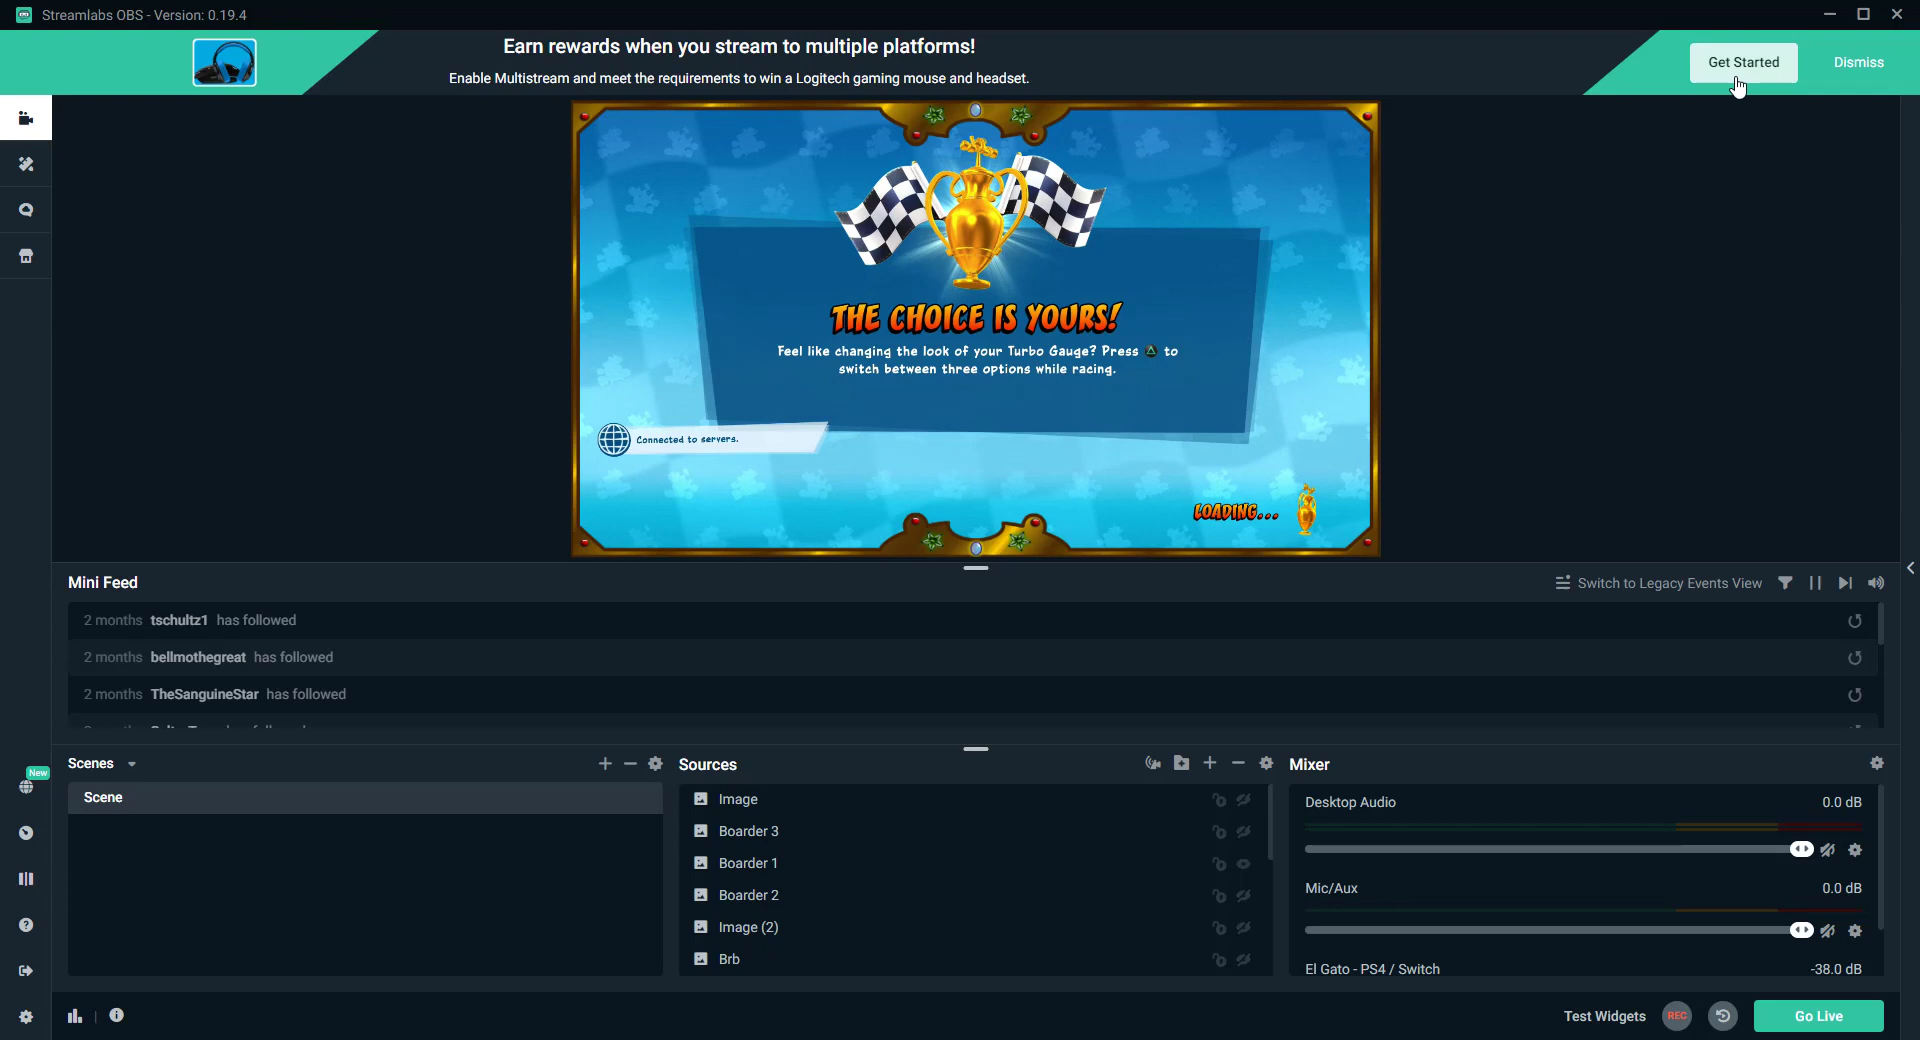 Streamlabs OBS - Version: 0.19.4
Earn rewards when you stream to multiple platforms!
Enable Multistream and meet the requirements to win a Logitech gaming mouse and headset.
Get Started
Dismiss
THE CHOICE IS YOURS!
Feel like changing the look of your Turbo Gauge? Press △ to
switch between three options while racing.
Connected to servers.
LOADING...
Mini Feed
Switch to Legacy Events View
2 months tschultz1 has followed
2 months bellmothegreat has followed
2 months TheSanguineStar has followed
New
Scenes
Scene
Sources
Image
Boarder 3
Boarder 1
Boarder 2
Image (2)
Brb
Mixer
Desktop Audio 0.0 dB
Mic/Aux 0.0 dB
El Gato - PS4 / Switch -38.0 dB
Test Widgets
REC
Go Live